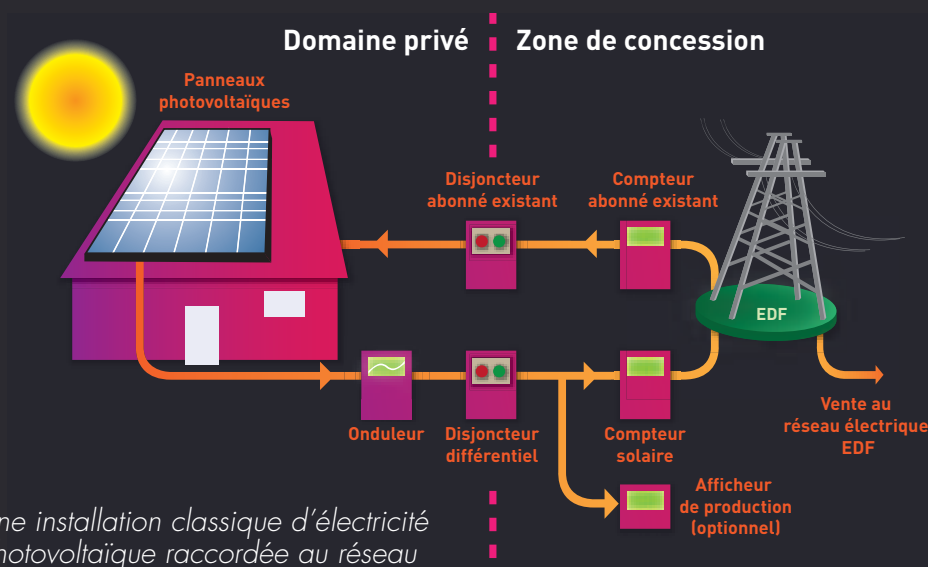 Domaine privé
Zone de concession
Panneaux
photovoltaïques
Disjoncteur
abonné existant
Compteur
abonné existant
EDF
Onduleur
Disjoncteur
différentiel
Compteur
solaire
Vente au
réseau électrique
EDF
Afficheur
de production
(optionnel)
ne installation classique d'électricité
hotovoltaïque raccordée au réseau